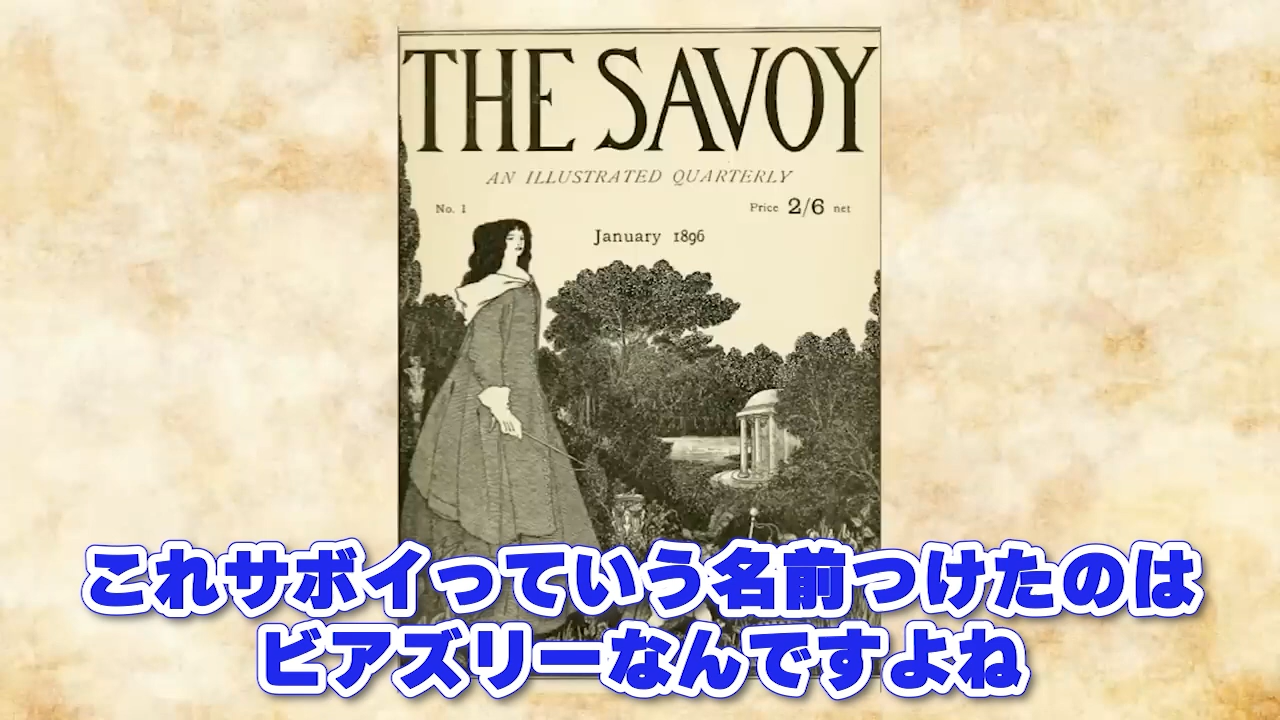 THE SAVOY
AN ILLUSTRATED QUARTERLY
No. 1
Price 2/6 net
January 1896
これサボイっていう名前つけたのは
ビアズリーなんですよね